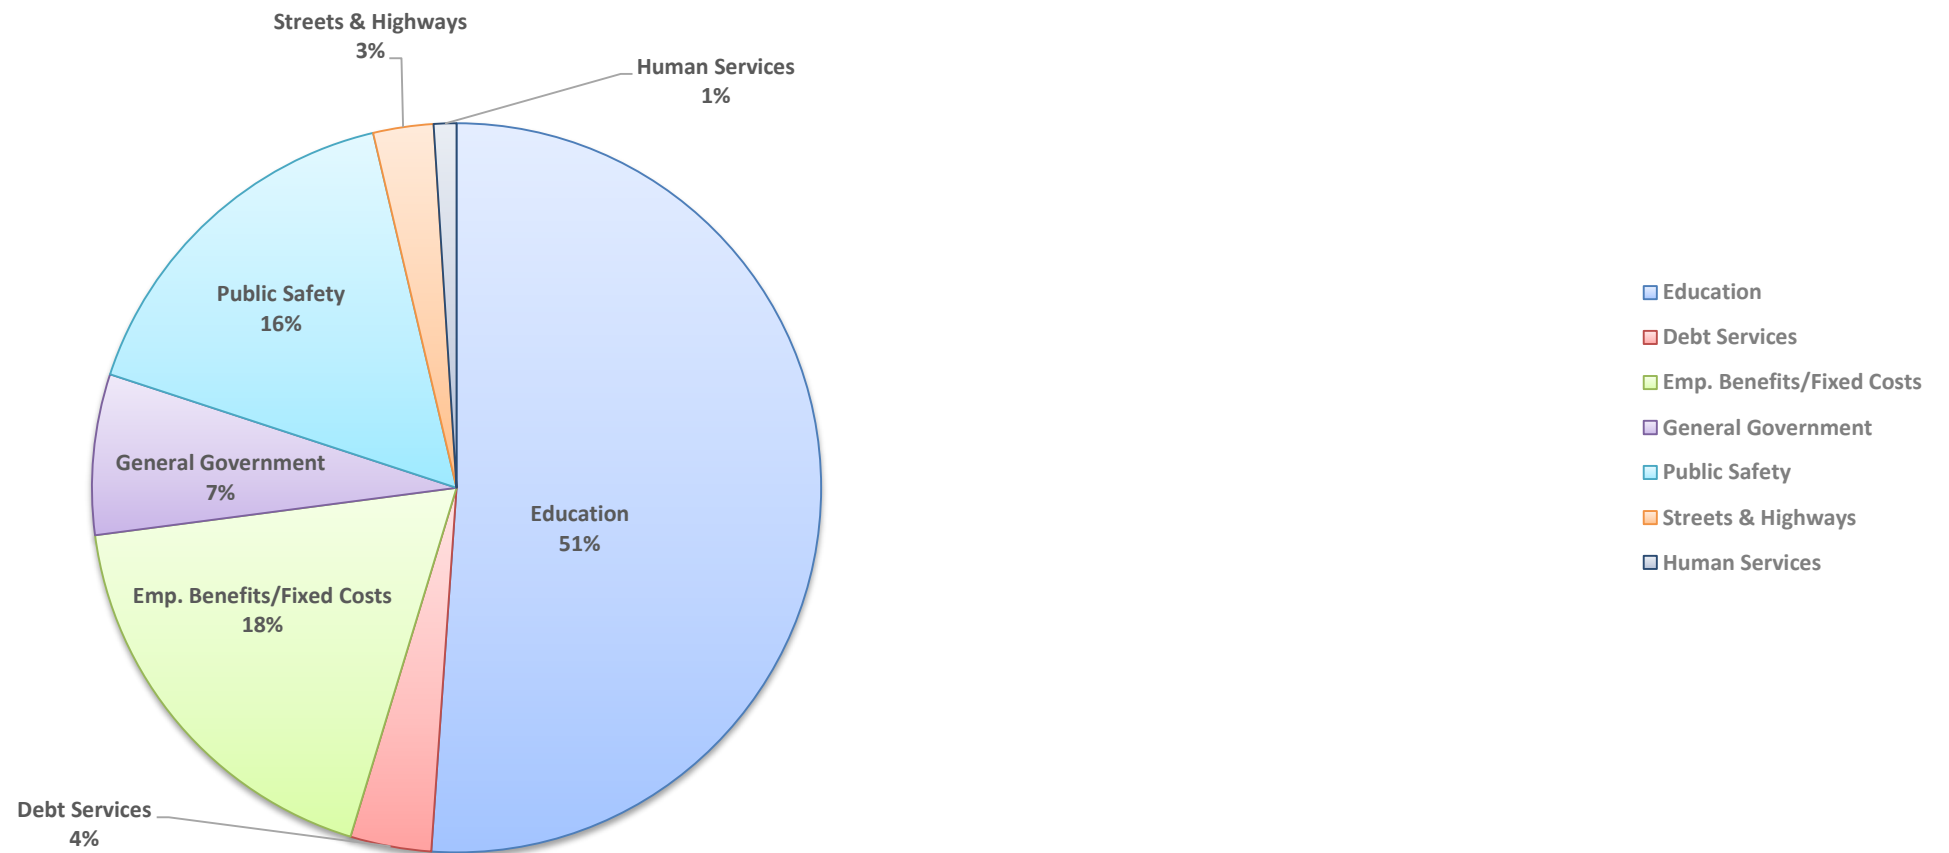 Streets & Highways
3%
Human Services
1%
Public Safety
16%
General Government
7%
Education
51%
Emp. Benefits/Fixed Costs
18%
Debt Services
4%
Education
Debt Services
Emp. Benefits/Fixed Costs
General Government
Public Safety
Streets & Highways
Human Services